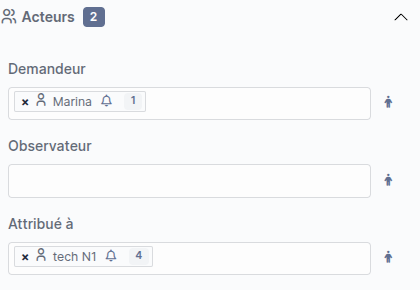 Acteurs 2
Demandeur
× Marina 1
Observateur
Attribué à
× tech N1 4